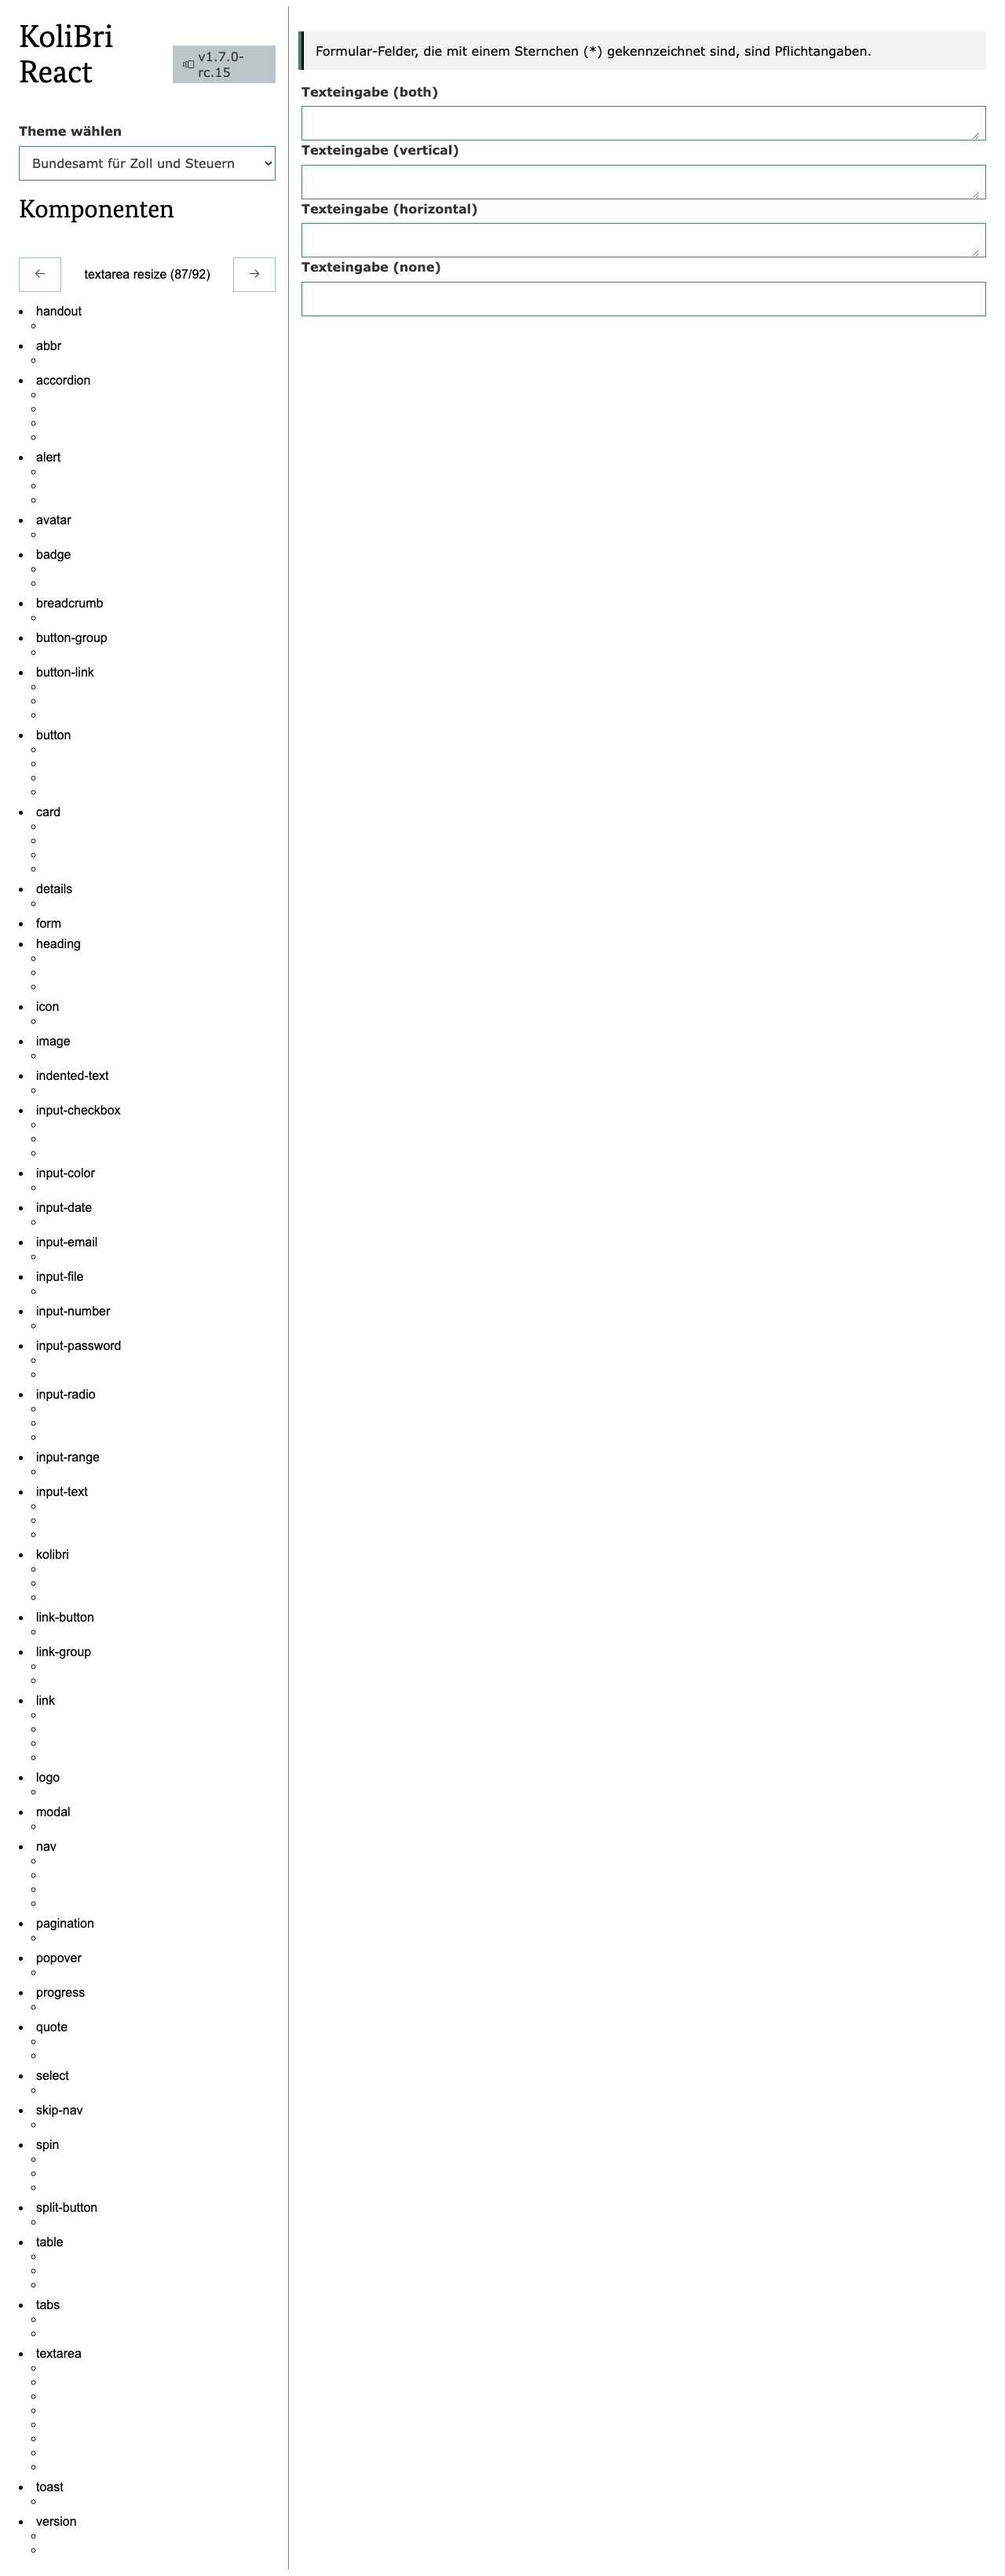 KoliBri
React
v1.7.0-
rc.15
Theme wählen
Bundesamt für Zoll und Steuern
Komponenten
← textarea resize (87/92) →
handout
abbr
accordion
alert
avatar
badge
breadcrumb
button-group
button-link
button
card
details
form
heading
icon
image
indented-text
input-checkbox
input-color
input-date
input-email
input-file
input-number
input-password
input-radio
input-range
input-text
kolibri
link-button
link-group
link
logo
modal
nav
pagination
popover
progress
quote
select
skip-nav
spin
split-button
table
tabs
textarea
toast
version
Formular-Felder, die mit einem Sternchen (*) gekennzeichnet sind, sind Pflichtangaben.
Texteingabe (both)
Texteingabe (vertical)
Texteingabe (horizontal)
Texteingabe (none)